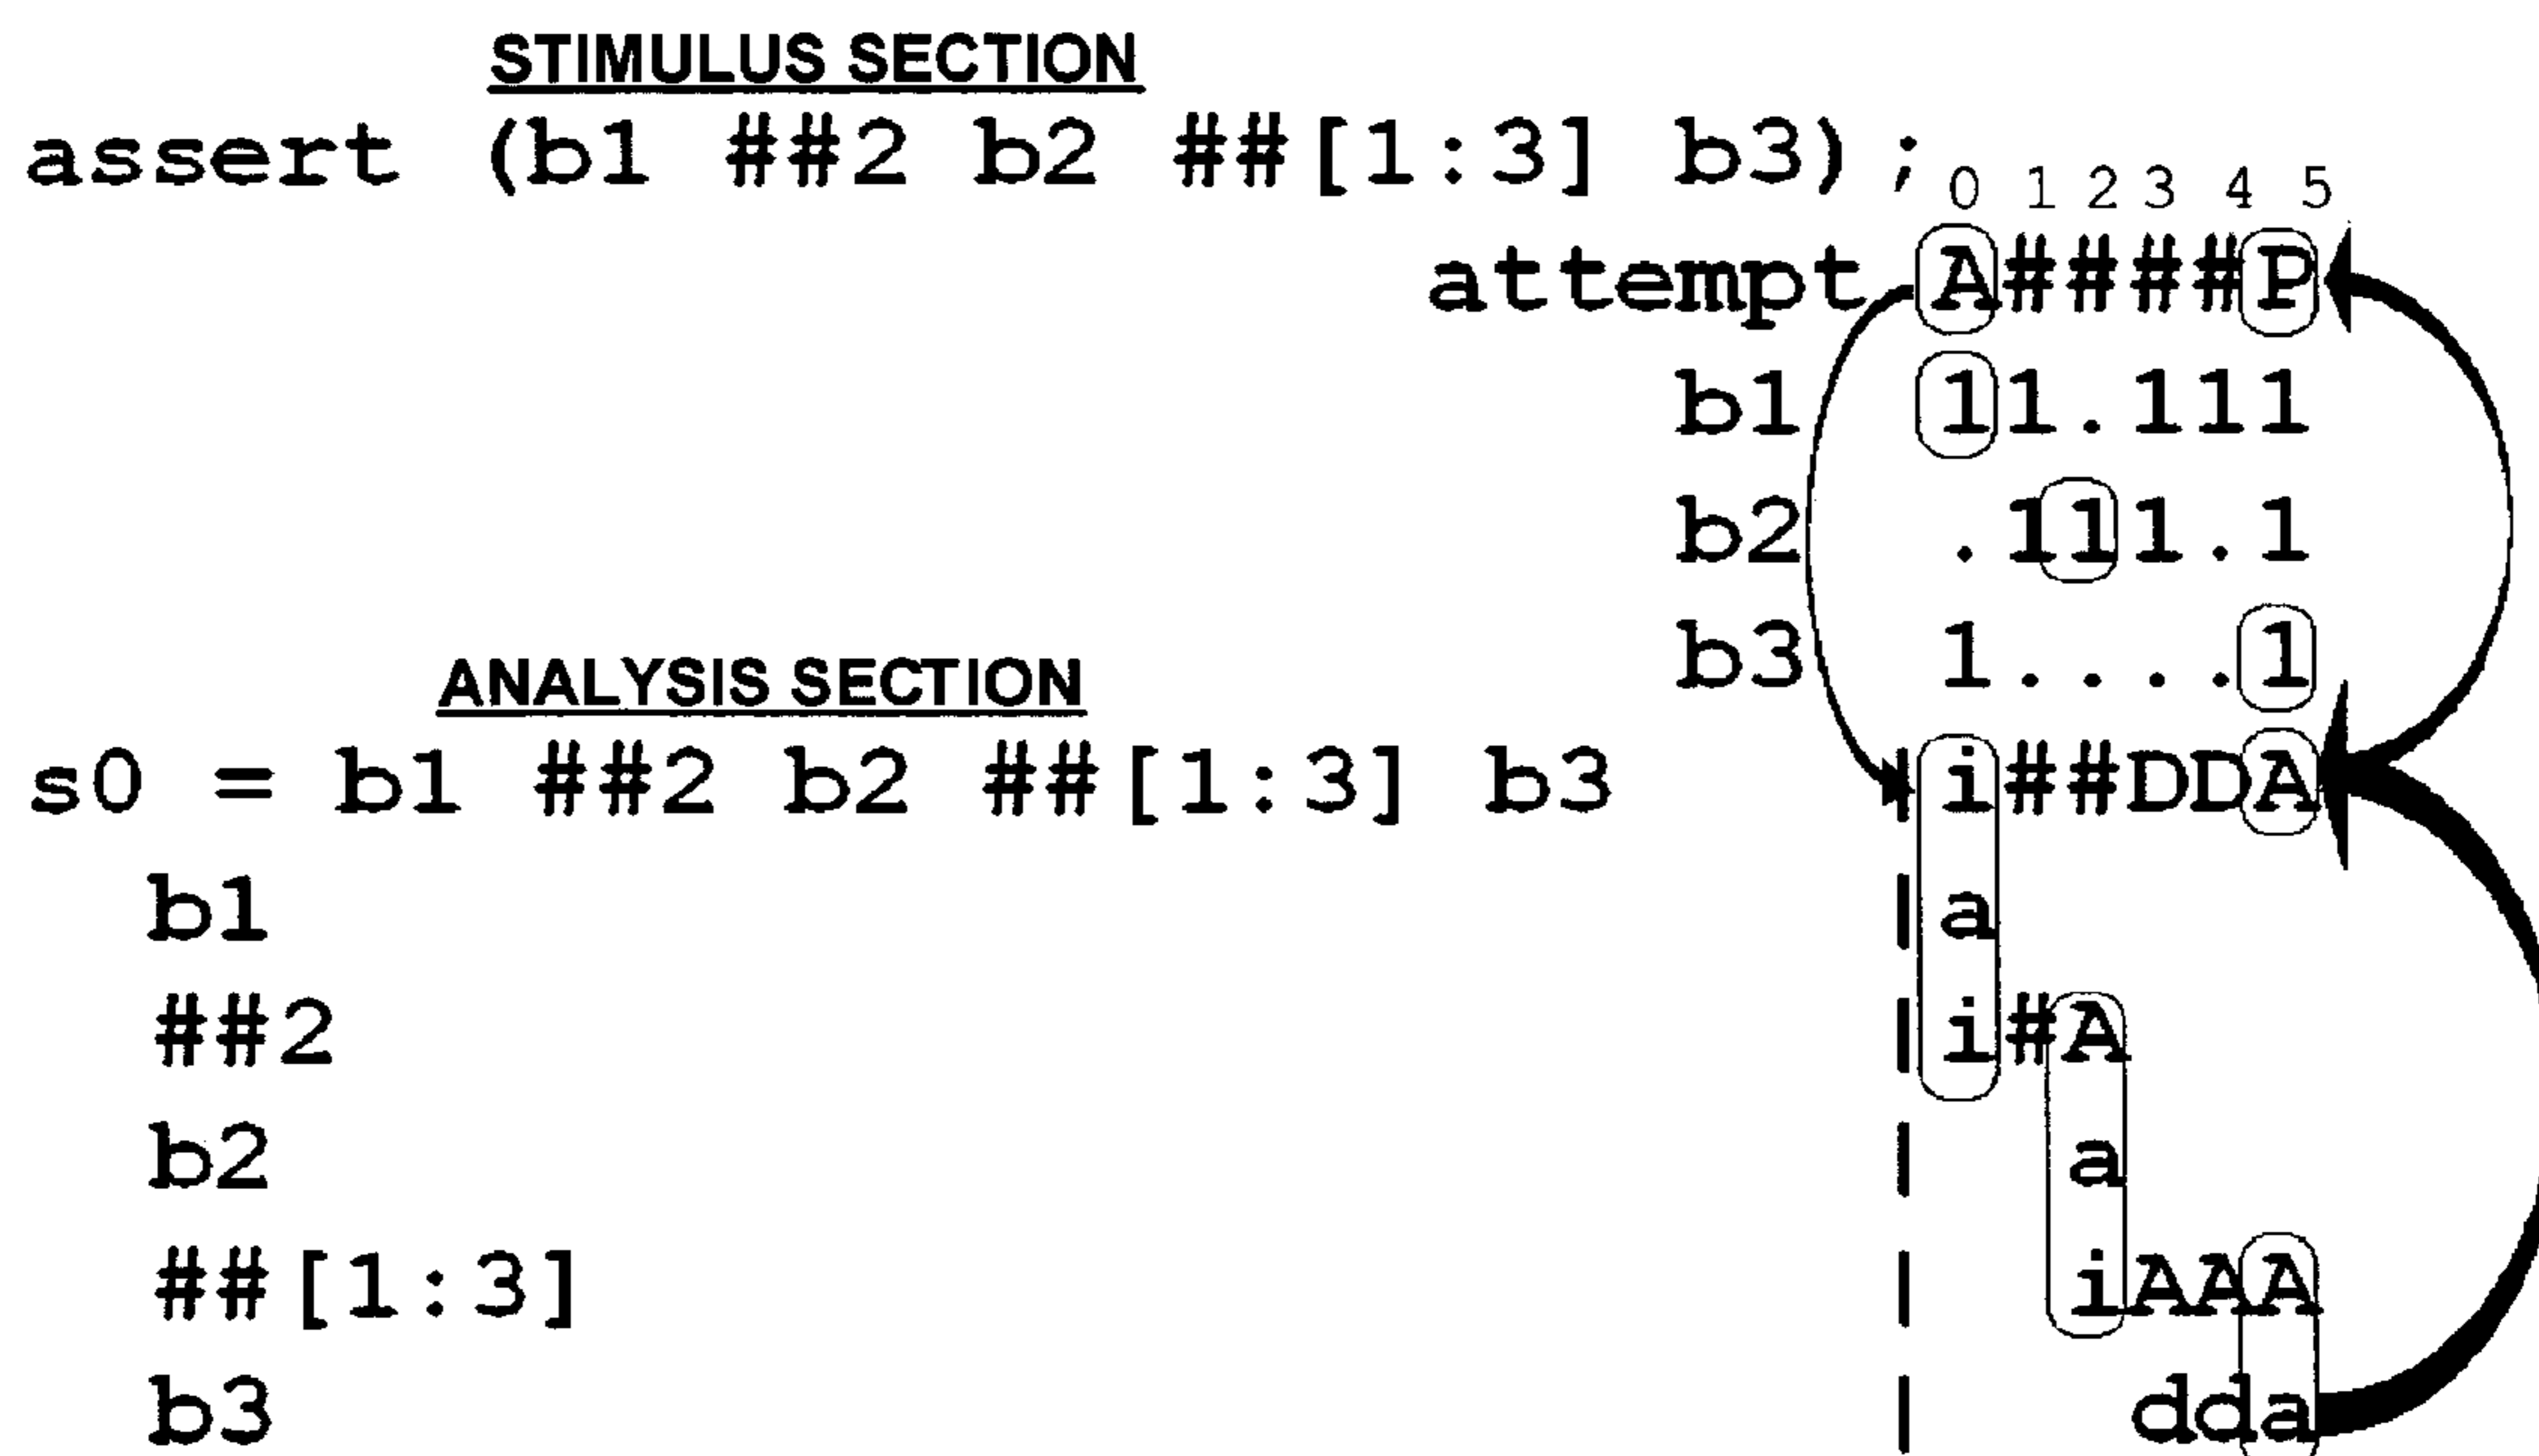 STIMULUS SECTION
assert (b1 ##2 b2 ##[1:3] b3);
0 1 2 3 4 5
attempt A####P
b1 11.111
b2 .111.1
b3 1....1
ANALYSIS SECTION
s0 = b1 ##2 b2 ##[1:3] b3 | i##DDA
b1 | a
##2 | i#A
b2 | a
##[1:3] | iAAA
b3 | dda